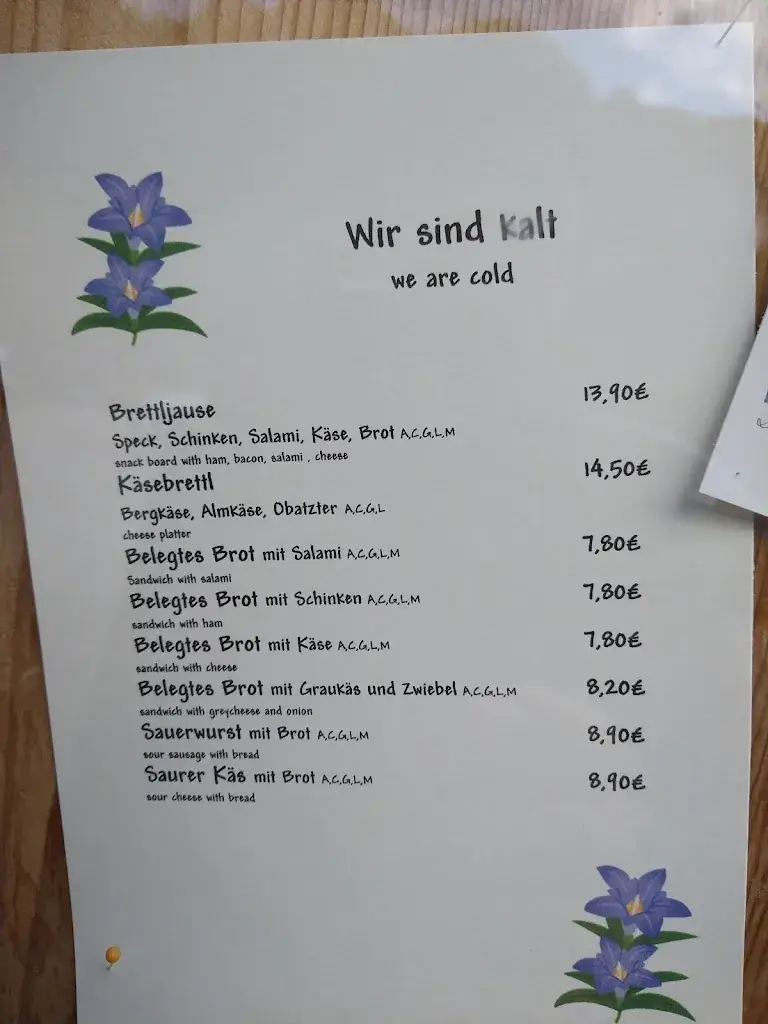 Wir sind kalt
we are cold
Brettljause 13,90€
Speck, Schinken, Salami, Käse, Brot A,C,G,L,M
snack board with ham, bacon, salami , cheese
Käsebrettl 14,50€
Bergkäse, Almkäse, Obatzter A,C,G,L
cheese platter
Belegtes Brot mit Salami A,C,G,L,M 7,80€
Sandwich with salami
Belegtes Brot mit Schinken A,C,G,L,M 7,80€
sandwich with ham
Belegtes Brot mit Käse A,C,G,L,M 7,80€
sandwich with cheese
Belegtes Brot mit Graukäs und Zwiebel A,C,G,L,M 8,20€
sandwich with greycheese and onion
Sauerwurst mit Brot A,C,G,L,M 8,90€
sour sausage with bread
Saurer Käs mit Brot A,C,G,L,M 8,90€
sour cheese with bread